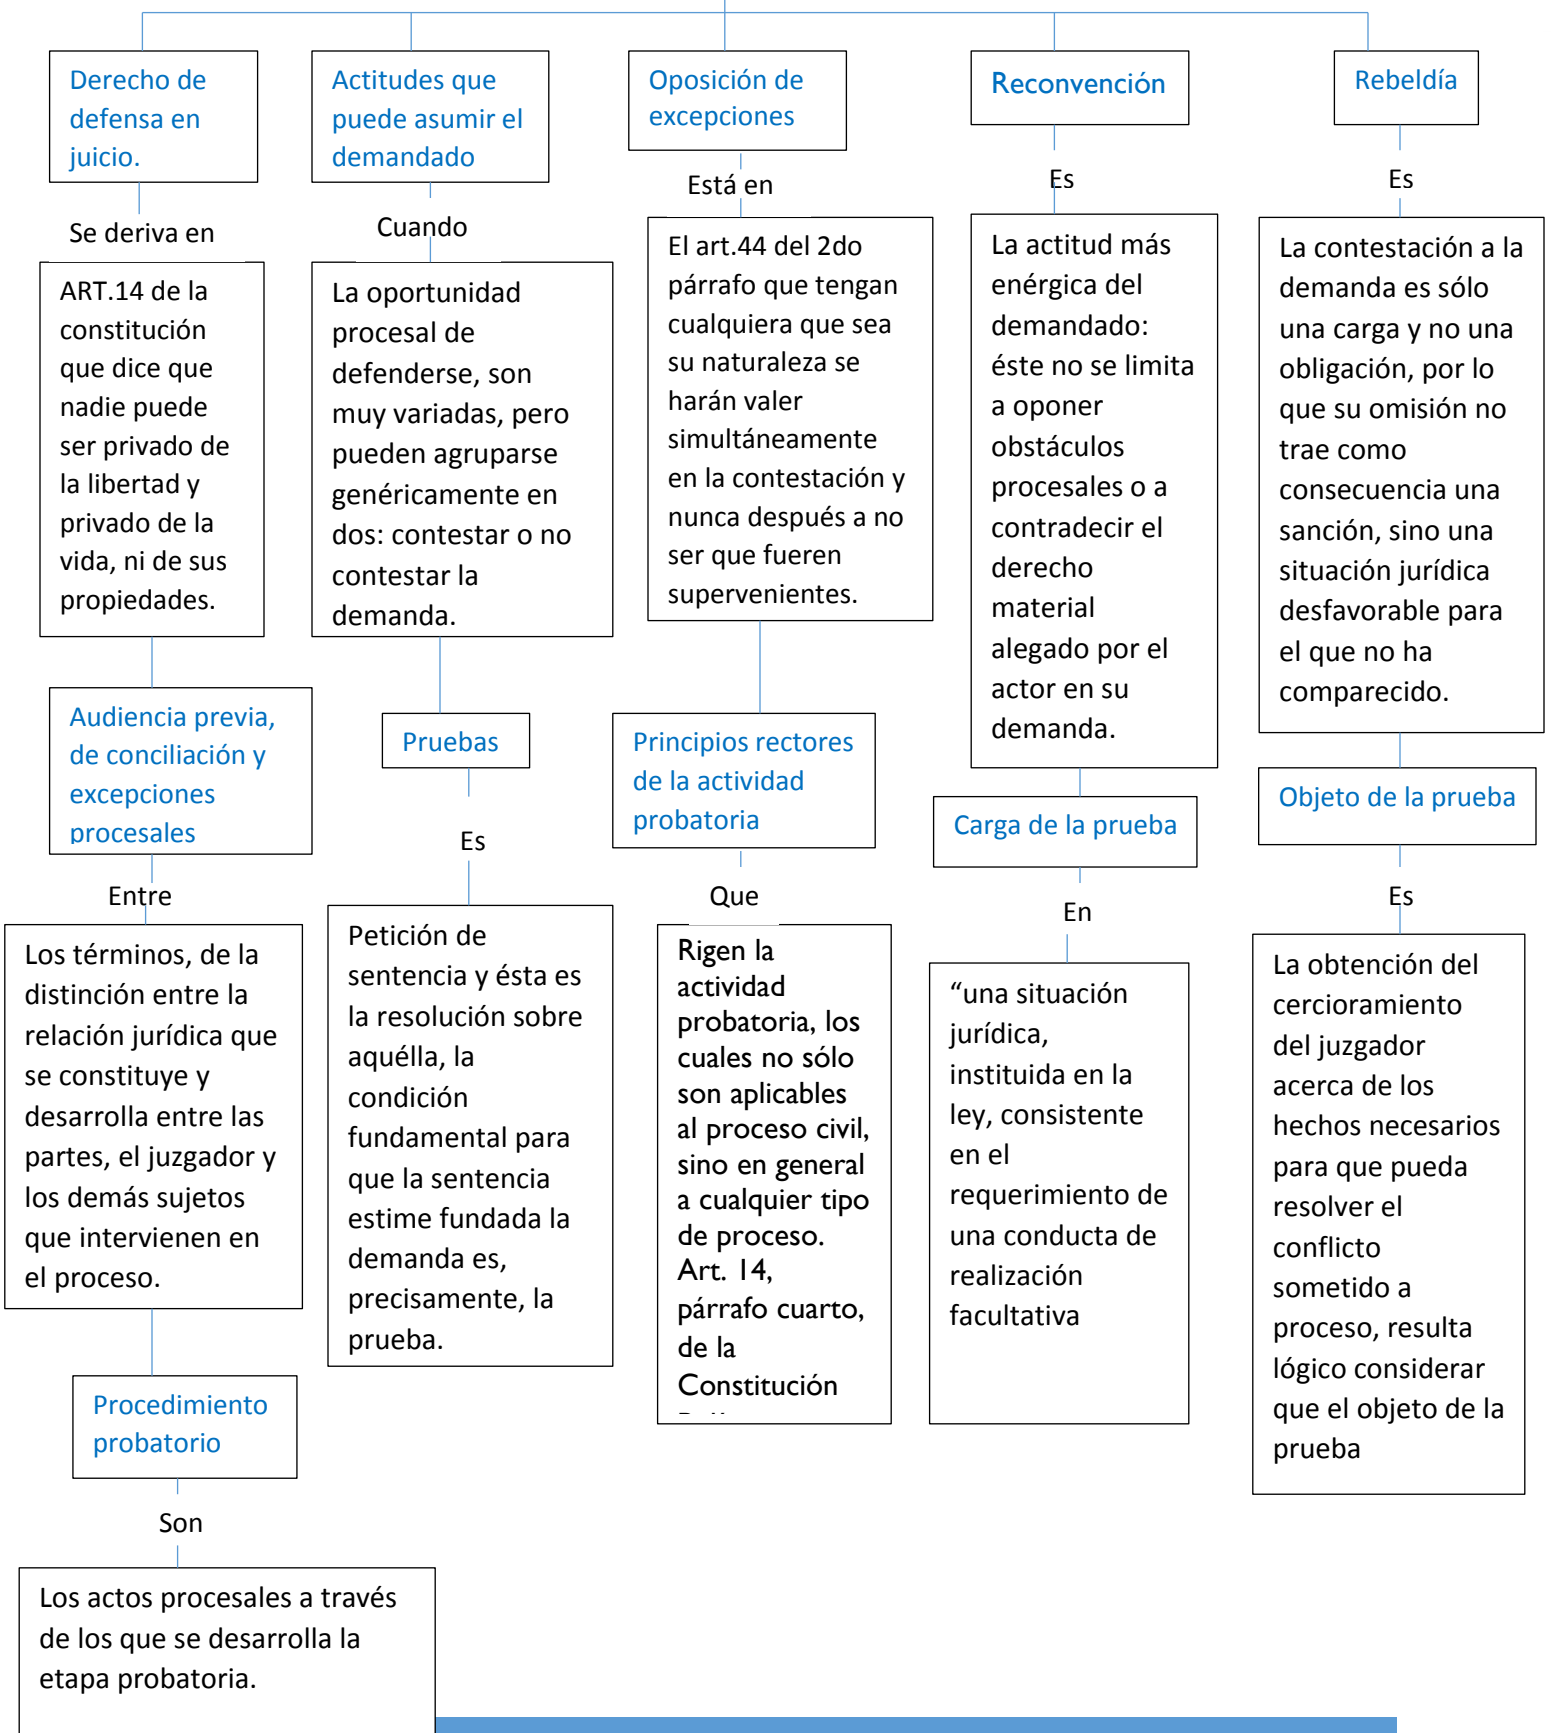 Derecho de
defensa en
juicio.
Se deriva en
ART.14 de la
constitución
que dice que
nadie puede
ser privado de
la libertad y
privado de la
vida, ni de sus
propiedades.
Audiencia previa,
de conciliación y
excepciones
procesales
Entre
Los términos, de la
distinción entre la
relación jurídica que
se constituye y
desarrolla entre las
partes, el juzgador y
los demás sujetos
que intervienen en
el proceso.
Procedimiento
probatorio
Son
Los actos procesales a través
de los que se desarrolla la
etapa probatoria.
Actitudes que
puede asumir el
demandado
Cuando
La oportunidad
procesal de
defenderse, son
muy variadas, pero
pueden agruparse
genéricamente en
dos: contestar o no
contestar la
demanda.
Pruebas
Es
Petición de
sentencia y ésta es
la resolución sobre
aquélla, la
condición
fundamental para
que la sentencia
estime fundada la
demanda es,
precisamente, la
prueba.
Oposición de
excepciones
Está en
El art.44 del 2do
párrafo que tengan
cualquiera que sea
su naturaleza se
harán valer
simultáneamente
en la contestación y
nunca después a no
ser que fueren
supervenientes.
Principios rectores
de la actividad
probatoria
Que
Rigen la
actividad
probatoria, los
cuales no sólo
son aplicables
al proceso civil,
sino en general
a cualquier tipo
de proceso.
Art. 14,
párrafo cuarto,
de la
Constitución
Reconvención
Es
La actitud más
enérgica del
demandado:
éste no se limita
a oponer
obstáculos
procesales o a
contradecir el
derecho
material
alegado por el
actor en su
demanda.
Carga de la prueba
En
“una situación
jurídica,
instituida en la
ley, consistente
en el
requerimiento de
una conducta de
realización
facultativa
Rebeldía
Es
La contestación a la
demanda es sólo
una carga y no una
obligación, por lo
que su omisión no
trae como
consecuencia una
sanción, sino una
situación jurídica
desfavorable para
el que no ha
comparecido.
Objeto de la prueba
Es
La obtención del
cercioramiento
del juzgador
acerca de los
hechos necesarios
para que pueda
resolver el
conflicto
sometido a
proceso, resulta
lógico considerar
que el objeto de la
prueba